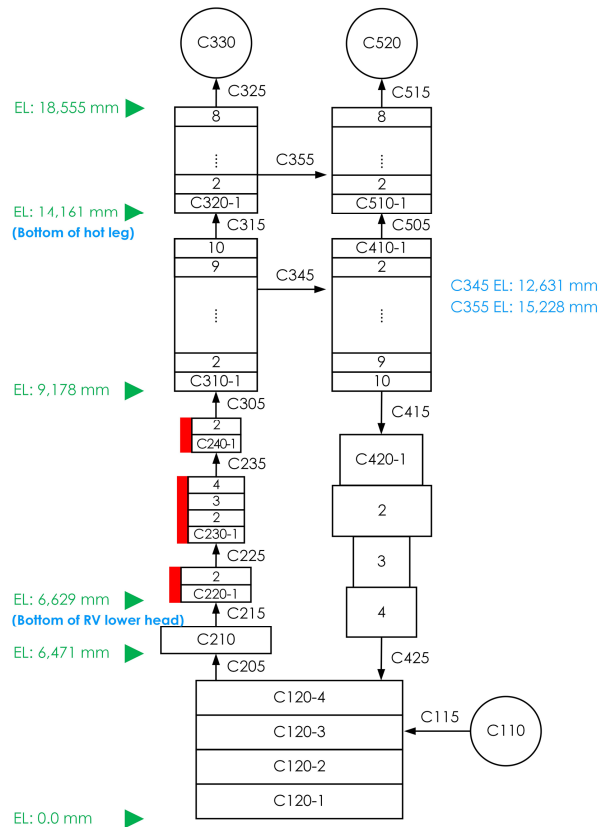 C330
C520
C325
C515
EL: 18,555 mm
8
8
C355
⋮
⋮
2
2
EL: 14,161 mm
C320-1
C510-1
(Bottom of hot leg)
C315
C505
10
C410-1
9
2
C345
C345 EL: 12,631 mm
C355 EL: 15,228 mm
⋮
⋮
2
9
EL: 9,178 mm
C310-1
10
C305
C415
2
C240-1
C420-1
C235
4
3
2
C230-1
2
C225
3
2
EL: 6,629 mm
C220-1
(Bottom of RV lower head)
C215
4
C210
EL: 6,471 mm
C205
C425
C120-4
C115
C120-3
C110
C120-2
C120-1
EL: 0.0 mm